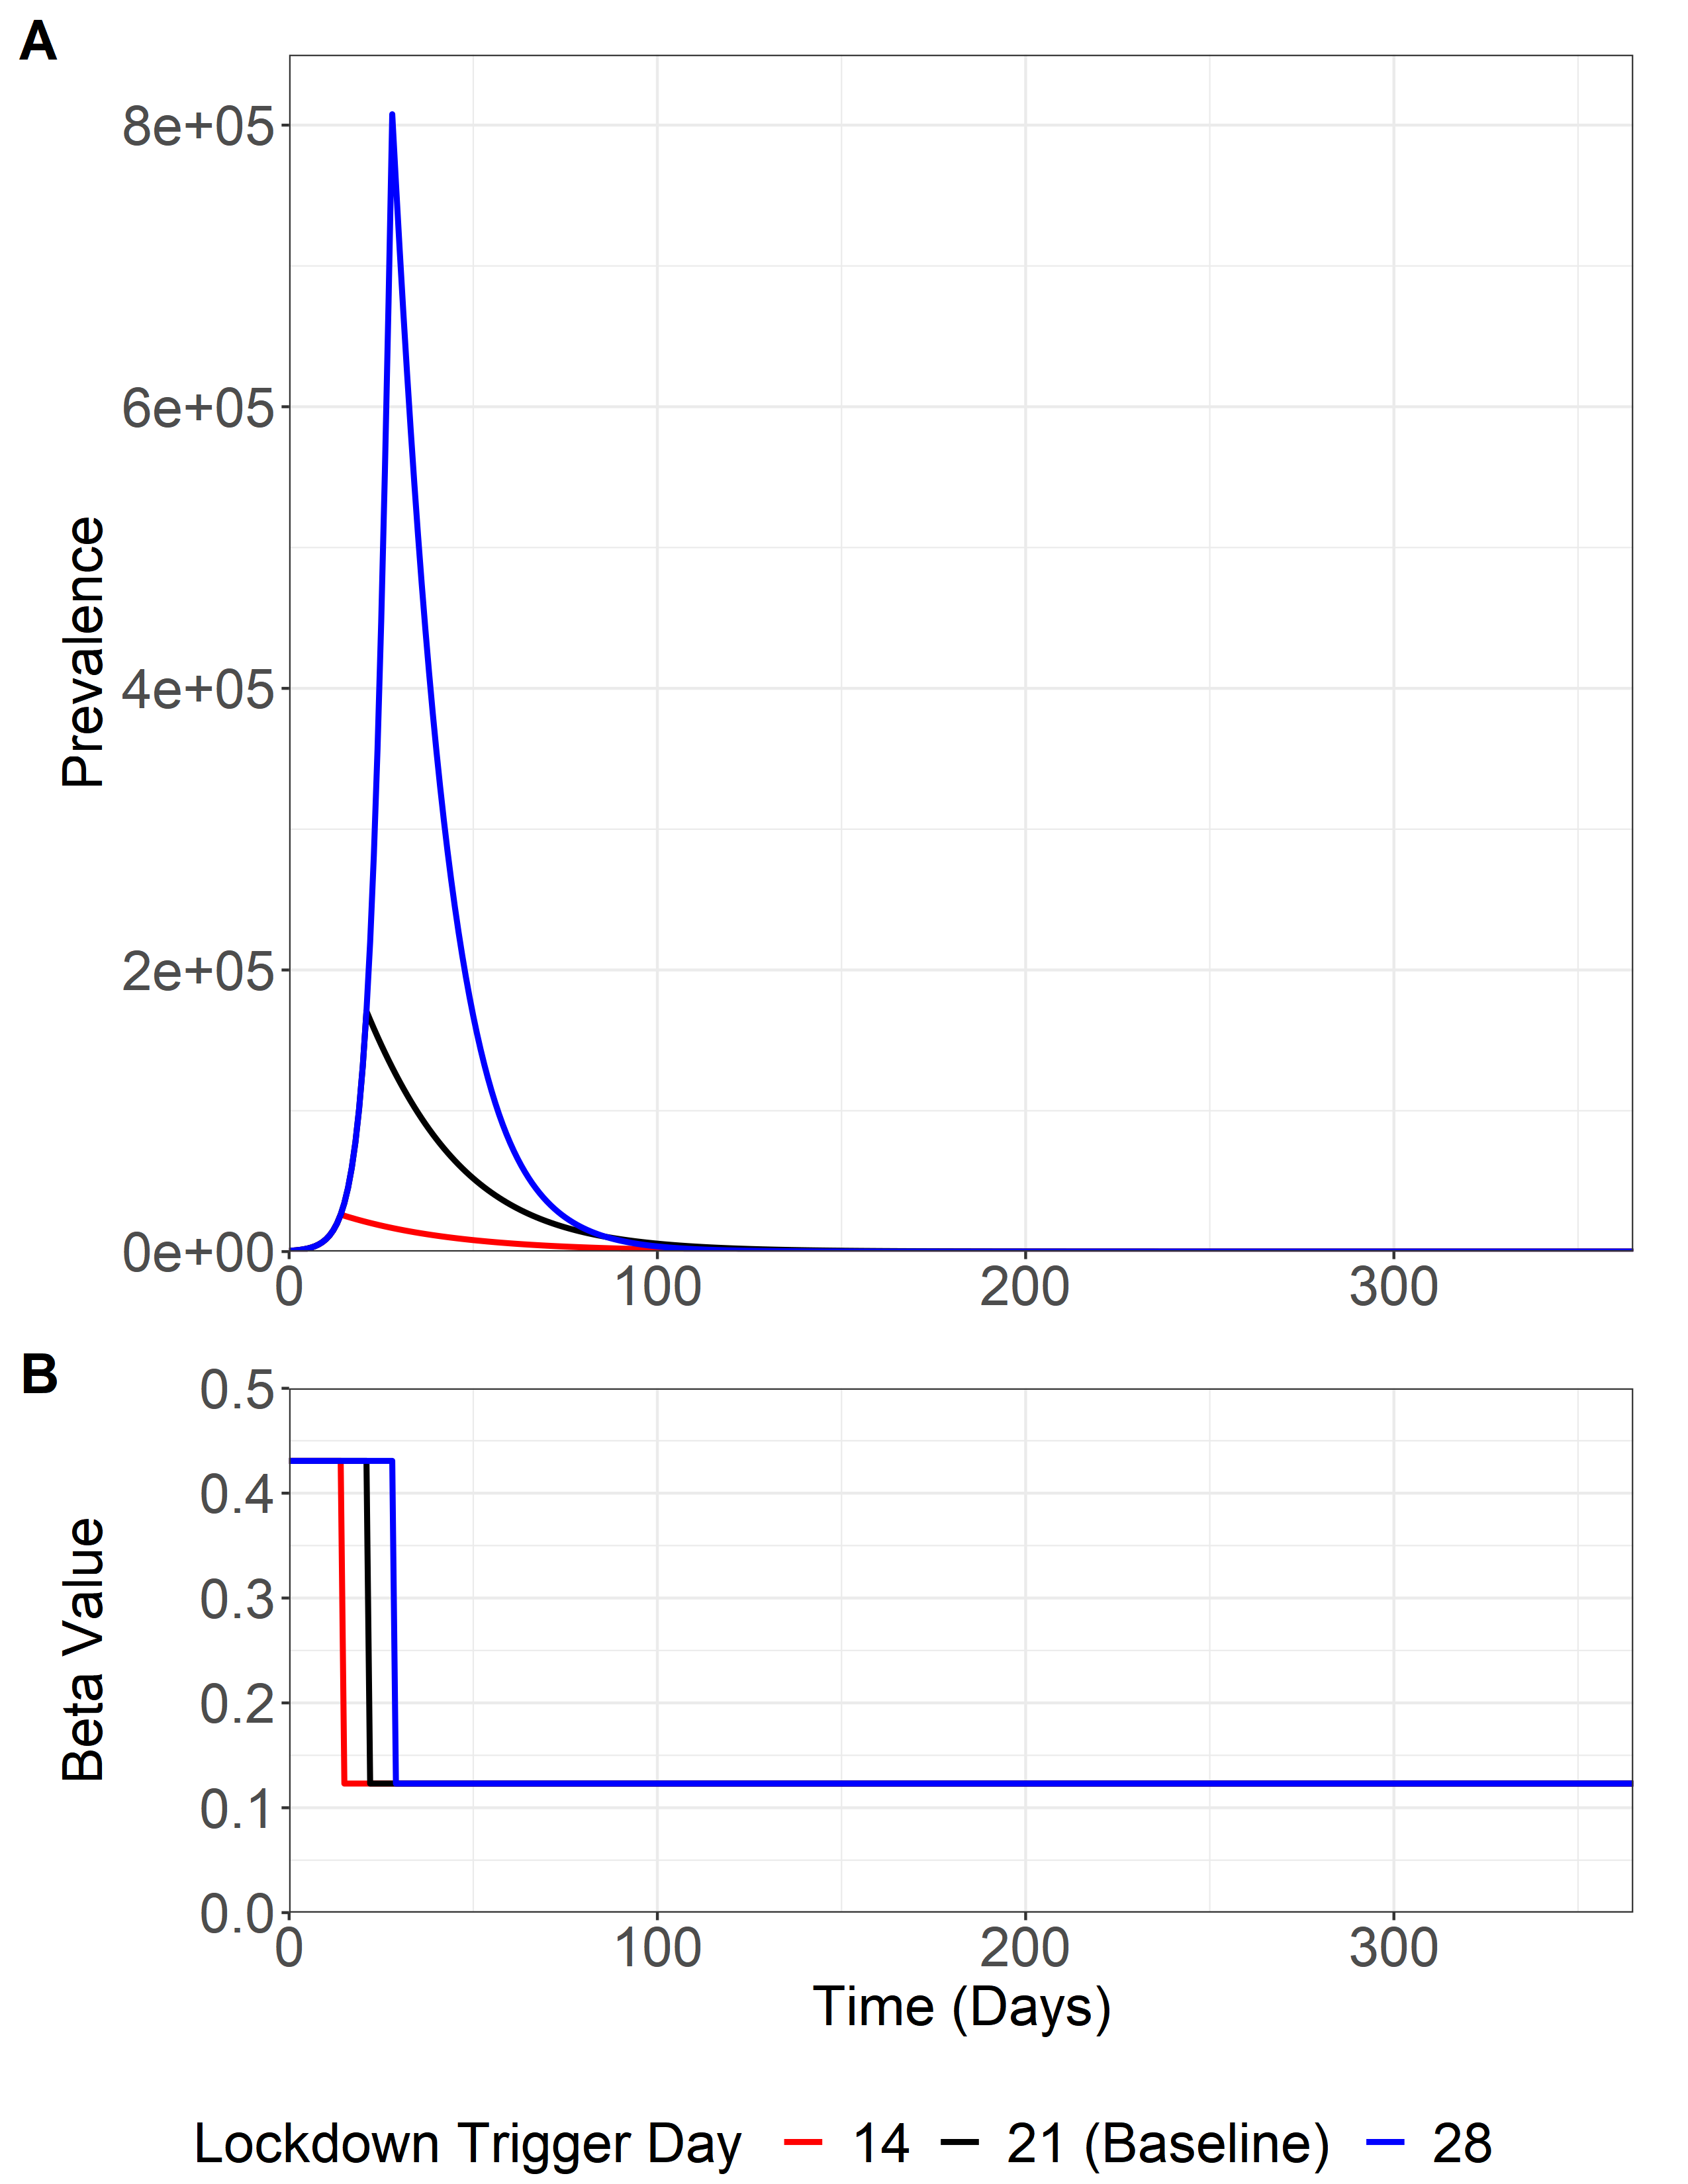 A
8e+05
6e+05
4e+05
2e+05
0e+00
Prevalence
0 100 200 300
B
0.5
0.4
0.3
0.2
0.1
0.0
Beta Value
0 100 200 300
Time (Days)
Lockdown Trigger Day 14 21 (Baseline) 28